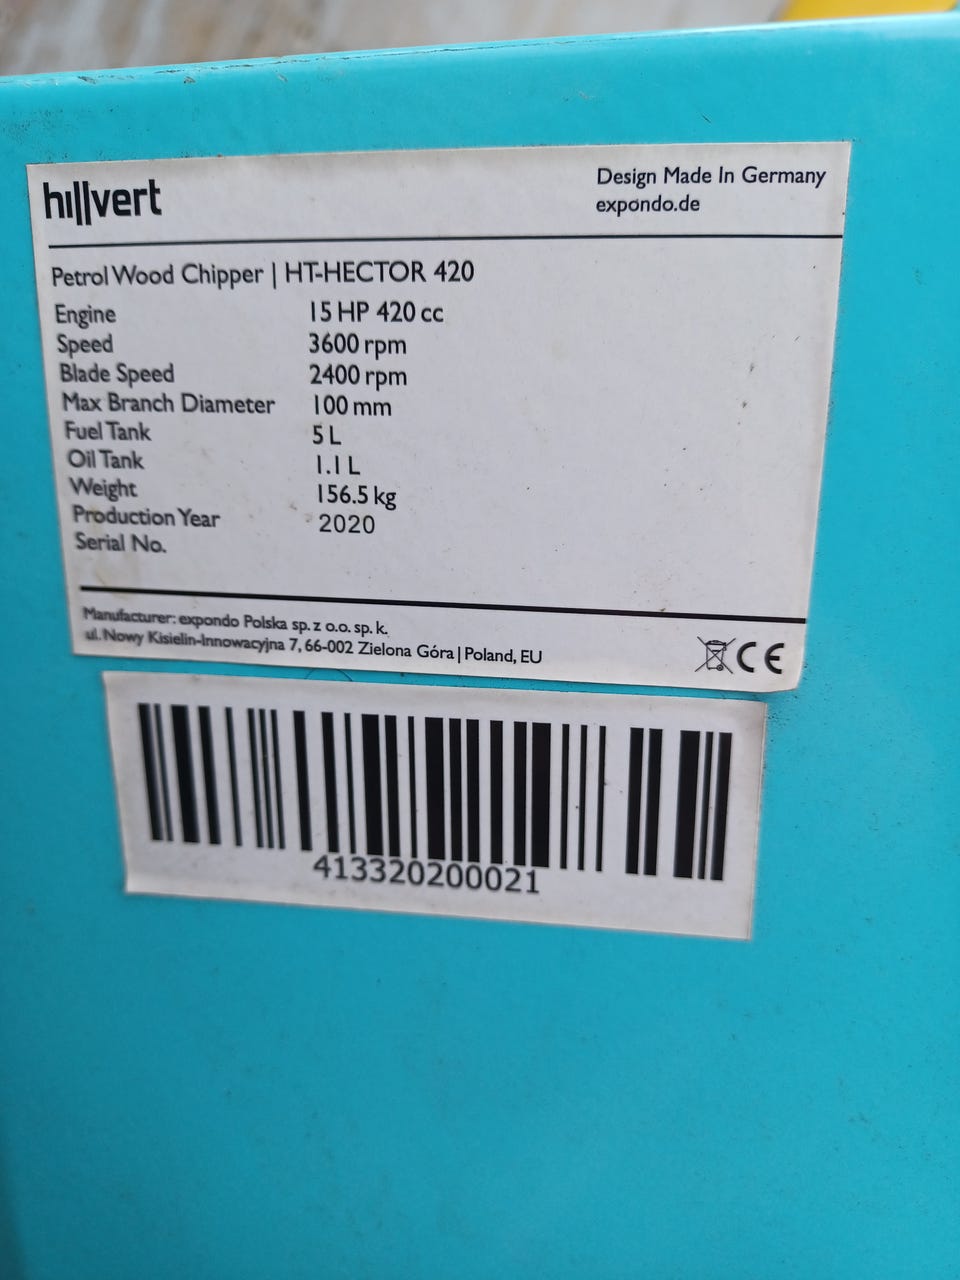 hillvert
Design Made In Germany
expondo.de
Petrol Wood Chipper | HT-HECTOR 420
Engine 15 HP 420 cc
Speed 3600 rpm
Blade Speed 2400 rpm
Max Branch Diameter 100 mm
Fuel Tank 5 L
Oil Tank 1.1 L
Weight 156.5 kg
Production Year 2020
Serial No.
Manufacturer: expondo Polska sp. z o.o. sp. k.
ul. Nowy Kisielin-Innowacyjna 7, 66-002 Zielona Góra | Poland, EU
CE
413320200021